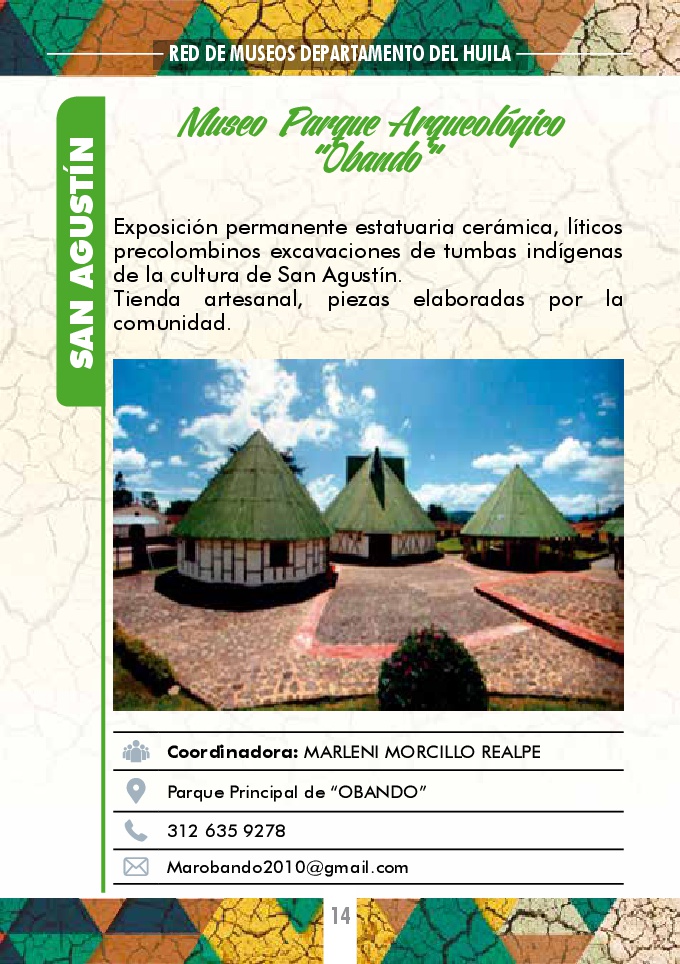 RED DE MUSEOS DEPARTAMENTO DEL HUILA
SAN AGUSTÍN
Museo Parque Arqueológico
"Obando"
Exposición permanente estatuaria cerámica, líticos
precolombinos excavaciones de tumbas indígenas
de la cultura de San Agustín.
Tienda artesanal, piezas elaboradas por la
comunidad.
Coordinadora: MARLENI MORCILLO REALPE
Parque Principal de “OBANDO”
312 635 9278
Marobando2010@gmail.com
14